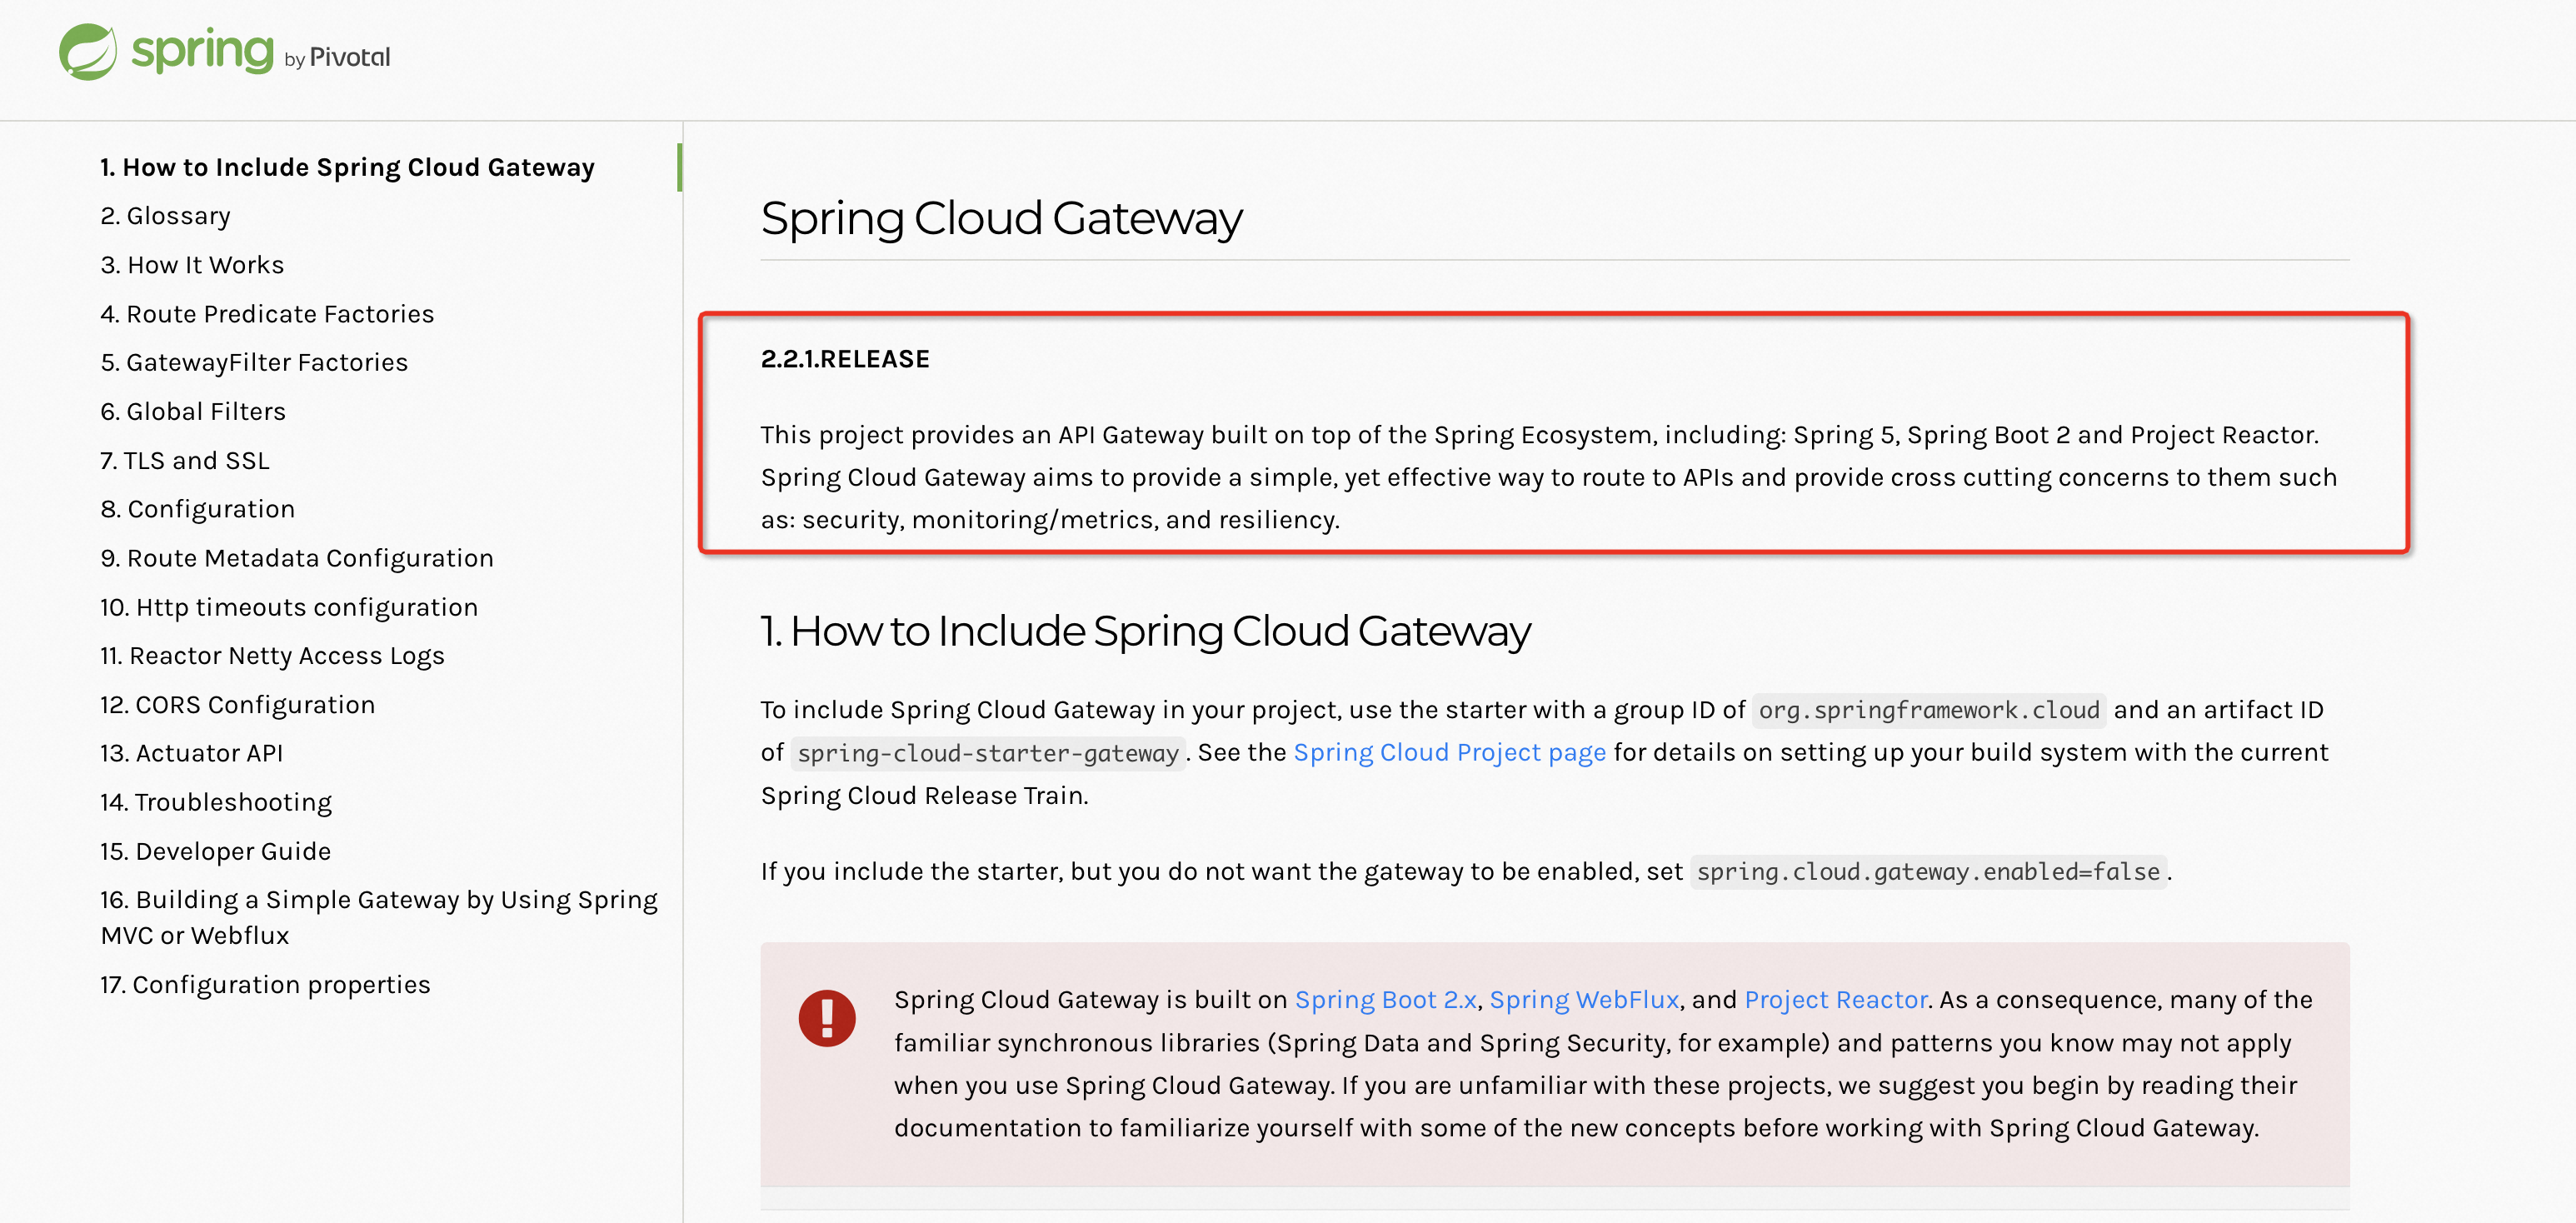 spring by Pivotal
1. How to Include Spring Cloud Gateway
2. Glossary
3. How It Works
4. Route Predicate Factories
5. GatewayFilter Factories
6. Global Filters
7. TLS and SSL
8. Configuration
9. Route Metadata Configuration
10. Http timeouts configuration
11. Reactor Netty Access Logs
12. CORS Configuration
13. Actuator API
14. Troubleshooting
15. Developer Guide
16. Building a Simple Gateway by Using Spring
MVC or Webflux
17. Configuration properties
Spring Cloud Gateway
2.2.1.RELEASE
This project provides an API Gateway built on top of the Spring Ecosystem, including: Spring 5, Spring Boot 2 and Project Reactor.
Spring Cloud Gateway aims to provide a simple, yet effective way to route to APIs and provide cross cutting concerns to them such
as: security, monitoring/metrics, and resiliency.
1. How to Include Spring Cloud Gateway
To include Spring Cloud Gateway in your project, use the starter with a group ID of org.springframework.cloud and an artifact ID
of spring-cloud-starter-gateway. See the Spring Cloud Project page for details on setting up your build system with the current
Spring Cloud Release Train.
If you include the starter, but you do not want the gateway to be enabled, set spring.cloud.gateway.enabled=false.
Spring Cloud Gateway is built on Spring Boot 2.x, Spring WebFlux, and Project Reactor. As a consequence, many of the
familiar synchronous libraries (Spring Data and Spring Security, for example) and patterns you know may not apply
when you use Spring Cloud Gateway. If you are unfamiliar with these projects, we suggest you begin by reading their
documentation to familiarize yourself with some of the new concepts before working with Spring Cloud Gateway.